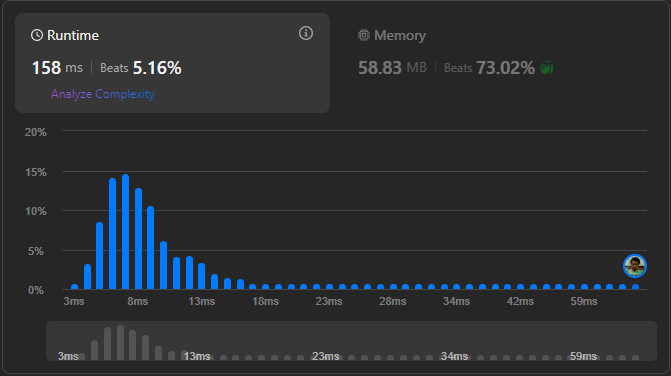 Runtime
158 ms | Beats 5.16%
Analyze Complexity
Memory
58.83 MB | Beats 73.02%
20%
15%
10%
5%
0%
3ms 8ms 13ms 18ms 23ms 28ms 34ms 42ms 59ms
3ms 13ms 23ms 34ms 59ms